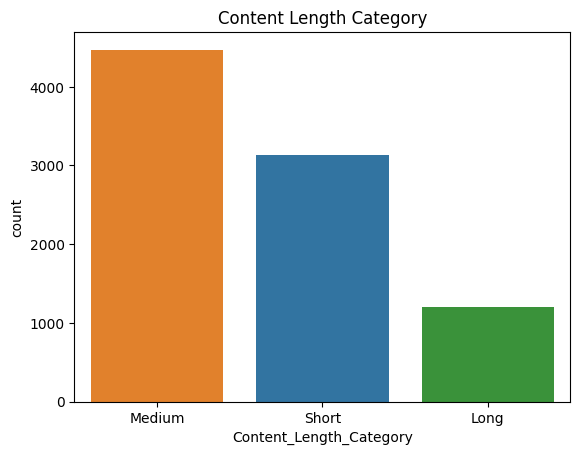 Content Length Category
count
4000
3000
2000
1000
0
Medium Short Long
Content_Length_Category